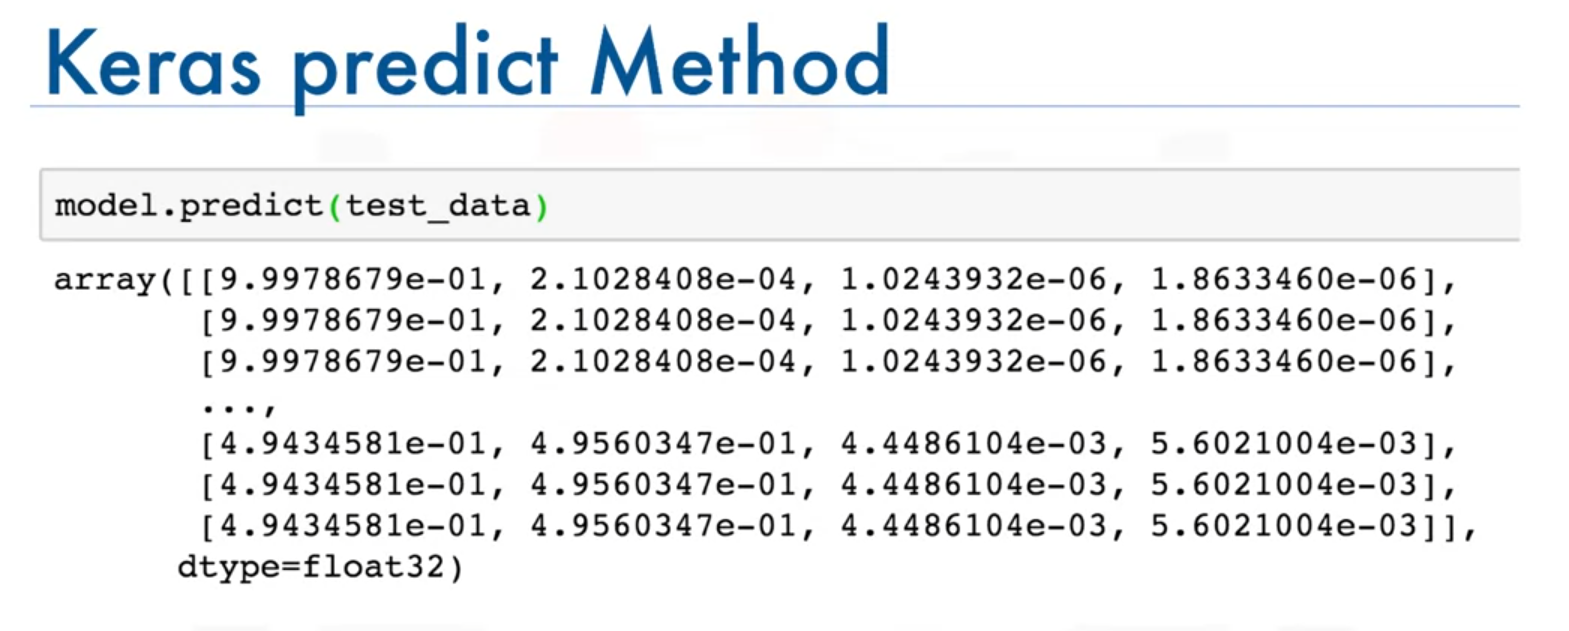 Keras predict Method
model.predict(test_data)
array([[9.9978679e-01, 2.1028408e-04, 1.0243932e-06, 1.8633460e-06],
[9.9978679e-01, 2.1028408e-04, 1.0243932e-06, 1.8633460e-06],
[9.9978679e-01, 2.1028408e-04, 1.0243932e-06, 1.8633460e-06],
...,
[4.9434581e-01, 4.9560347e-01, 4.4486104e-03, 5.6021004e-03],
[4.9434581e-01, 4.9560347e-01, 4.4486104e-03, 5.6021004e-03],
[4.9434581e-01, 4.9560347e-01, 4.4486104e-03, 5.6021004e-03]],
dtype=float32)